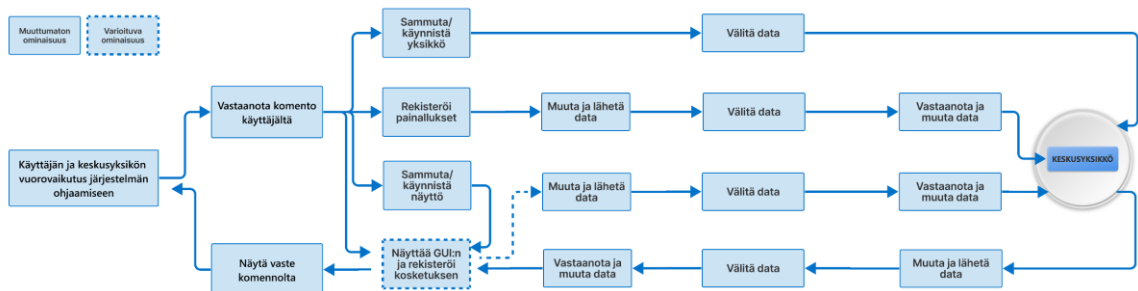 Muuttumaton
ominaisuus
Varioituva
ominaisuus
Sammuta/
käynnistä
yksikkö
Välitä data
Vastaanota komento
käyttäjältä
Rekisteröi
painallukset
Muuta ja lähetä
data
Välitä data
Vastaanota ja
muuta data
Käyttäjän ja keskusyksikön
vuorovaikutus järjestelmän
ohjaamiseen
KESKUSYKSIKKÖ
Sammuta/
käynnistä
näyttö
Muuta ja lähetä
data
Välitä data
Vastaanota ja
muuta data
Näytä vaste
komennolta
Näyttää GUI:n
ja rekisteröi
kosketuksen
Vastaanota ja
muuta data
Välitä data
Muuta ja lähetä
data